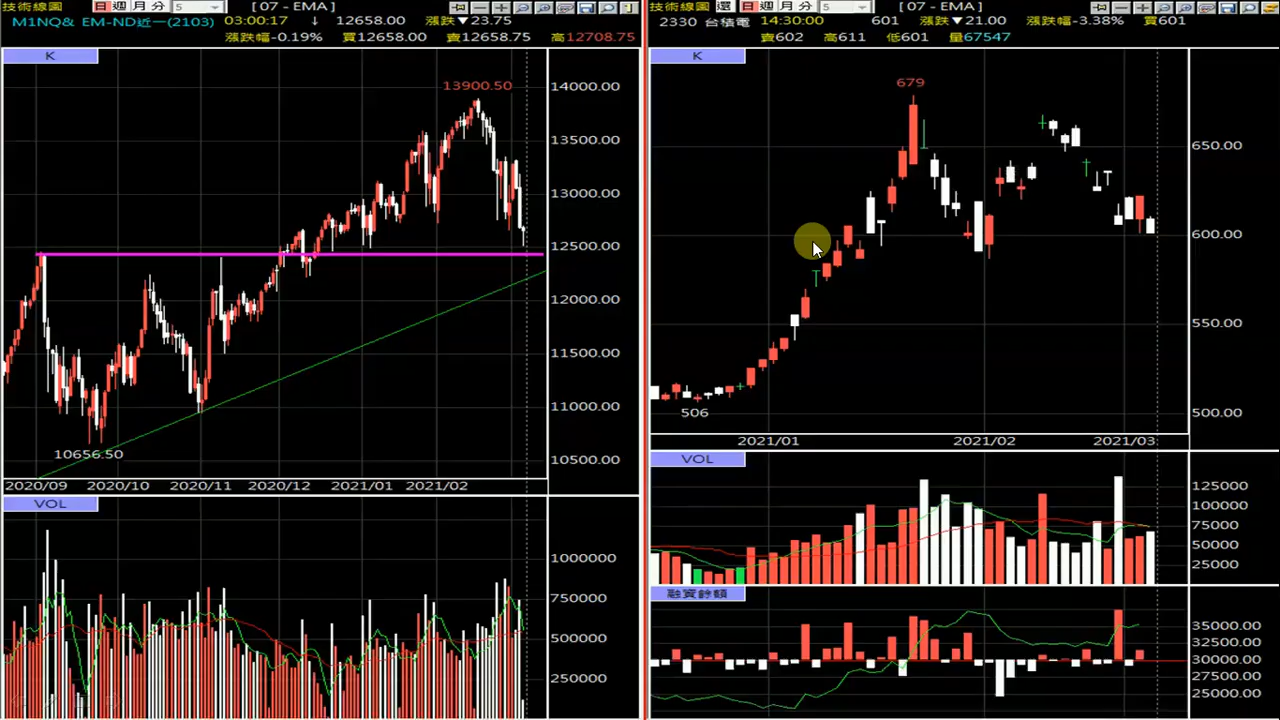 技術線圖 日 週 月 分 5 [ 07 - EMA ]
M1NQ& EM-ND近一(2103) 03:00:17 ↓ 12658.00 漲跌▼23.75
漲跌幅-0.19% 買12658.00 賣12658.75 高12708.75
K
13900.50
14000.00
13500.00
13000.00
12500.00
12000.00
11500.00
11000.00
10500.00
10656.50
2020/09 2020/10 2020/11 2020/12 2021/01 2021/02
VOL
1000000
750000
500000
250000
技術線圖 還 日 週 月 分 5 [ 07 - EMA ]
2330 台積電 14:30:00 601 漲跌▼21.00 漲跌幅-3.38% 買601
賣602 高611 低601 量67547
K
679
650.00
600.00
550.00
500.00
506
2021/01 2021/02 2021/03
VOL
125000
100000
75000
50000
25000
融資餘額
35000.00
32500.00
30000.00
27500.00
25000.00